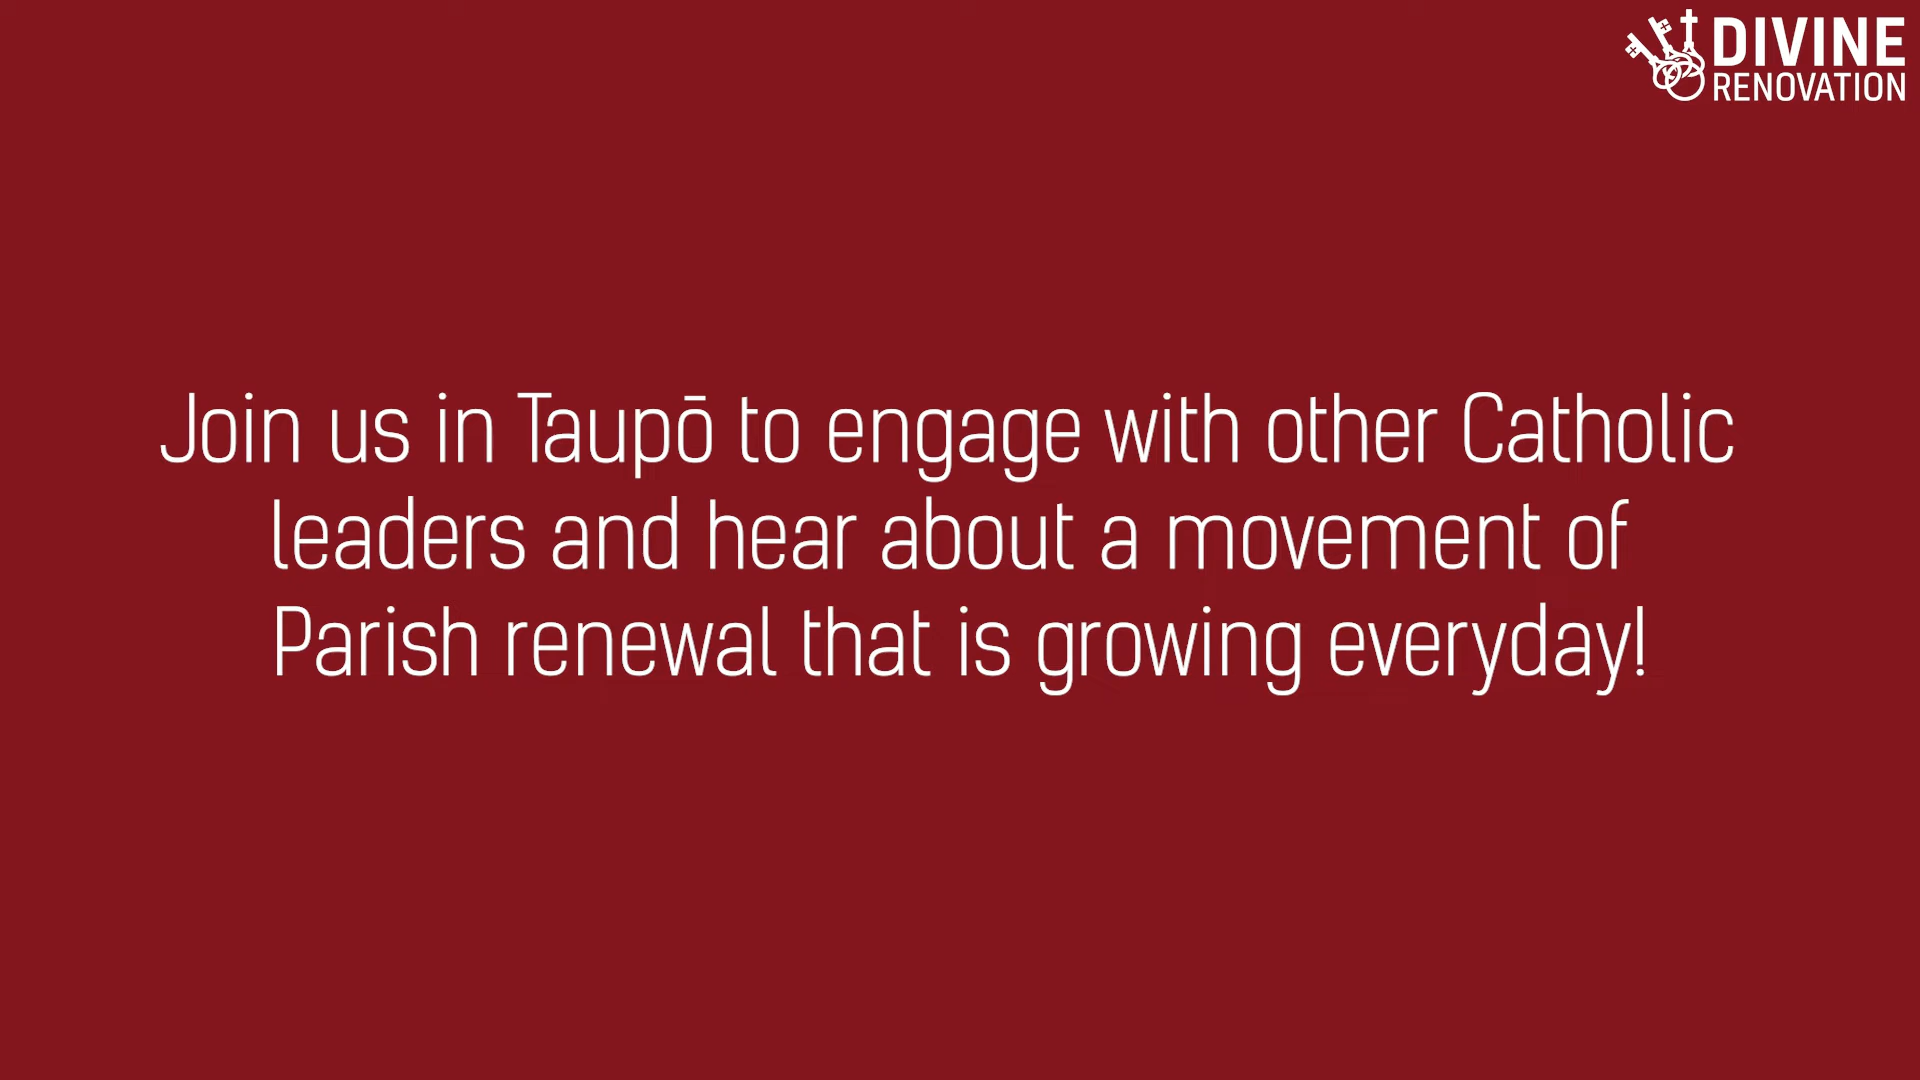 DIVINE
RENOVATION
Join us in Taupō to engage with other Catholic
leaders and hear about a movement of
Parish renewal that is growing everyday!